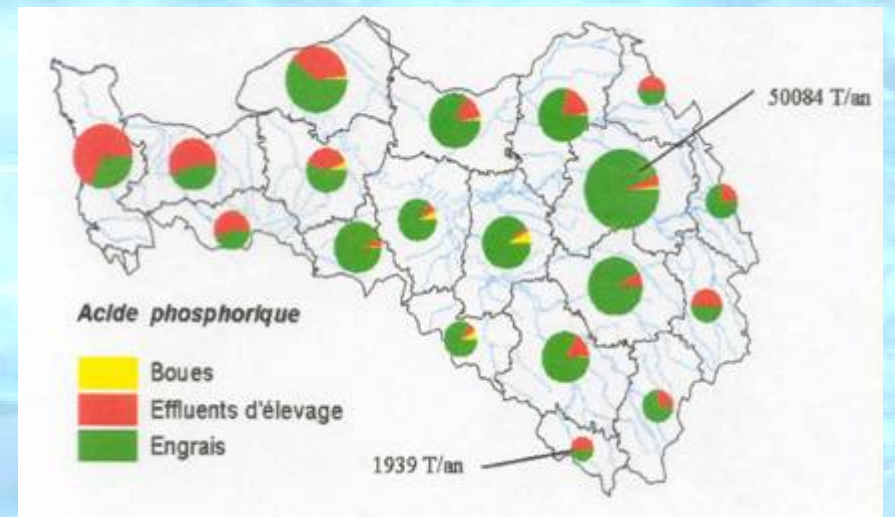 50084 T/an
Acide phosphorique
Boues
Effluents d'élevage
Engrais
1939 T/an